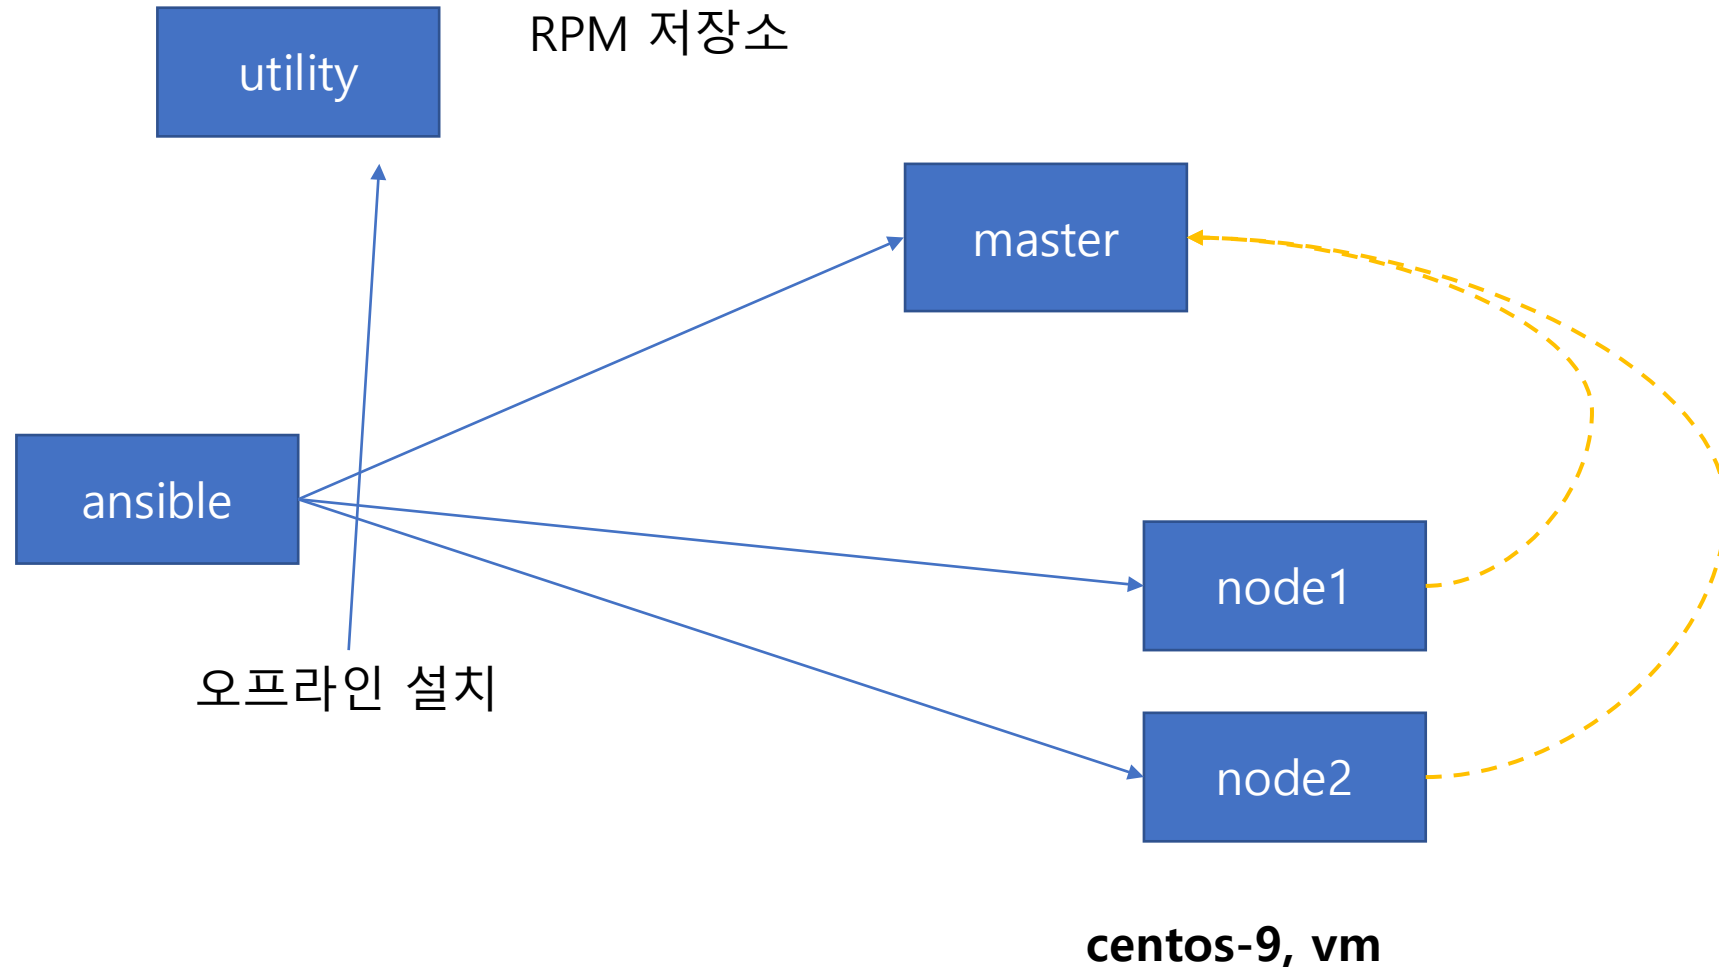 RPM 저장소
utility
master
ansible
node1
오프라인 설치
node2
centos-9, vm